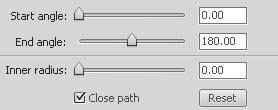 Start angle: 0.00
End angle: 180.00
Inner radius: 0.00
Close path Reset